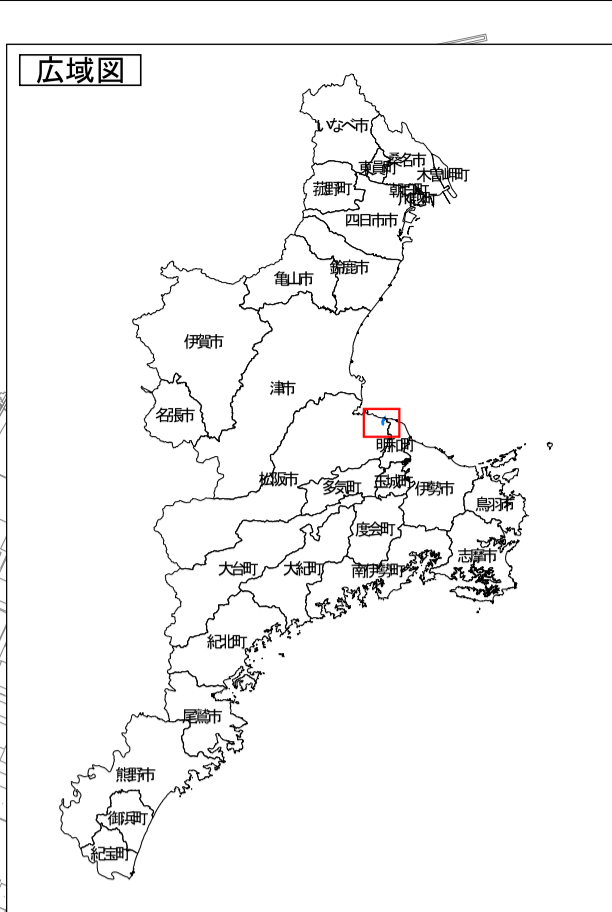 広域図
いなべ市
桑名市
東員町
木曽岬町
菰野町
朝日町
川越町
四日市市
鈴鹿市
亀山市
伊賀市
津市
名張市
明和町
松阪市
多気町
玉城町
伊勢市
鳥羽市
度会町
志摩市
大台町
大紀町
南伊勢町
紀北町
尾鷲市
熊野市
御浜町
紀宝町